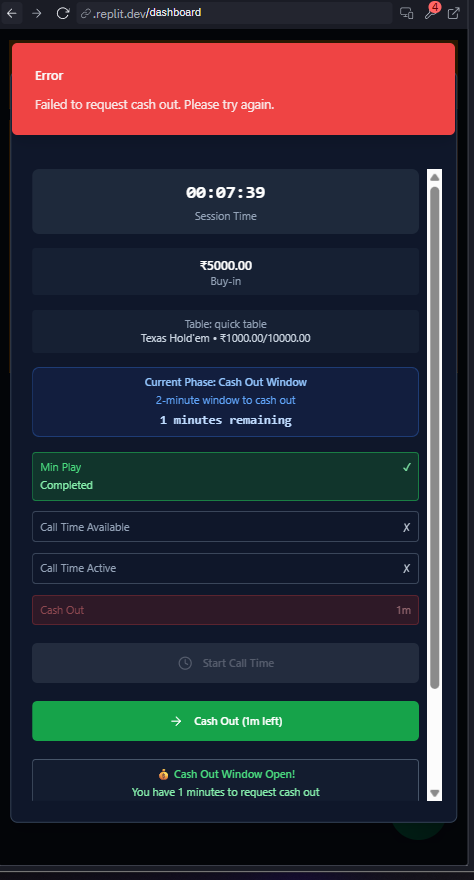 .replit.dev/dashboard
4
Error
Failed to request cash out. Please try again.
00:07:39
Session Time
₹5000.00
Buy-in
Table: quick table
Texas Hold'em • ₹1000.00/10000.00
Current Phase: Cash Out Window
2-minute window to cash out
1 minutes remaining
Min Play ✓
Completed
Call Time Available ✗
Call Time Active ✗
Cash Out 1m
Start Call Time
Cash Out (1m left)
💰 Cash Out Window Open!
You have 1 minutes to request cash out